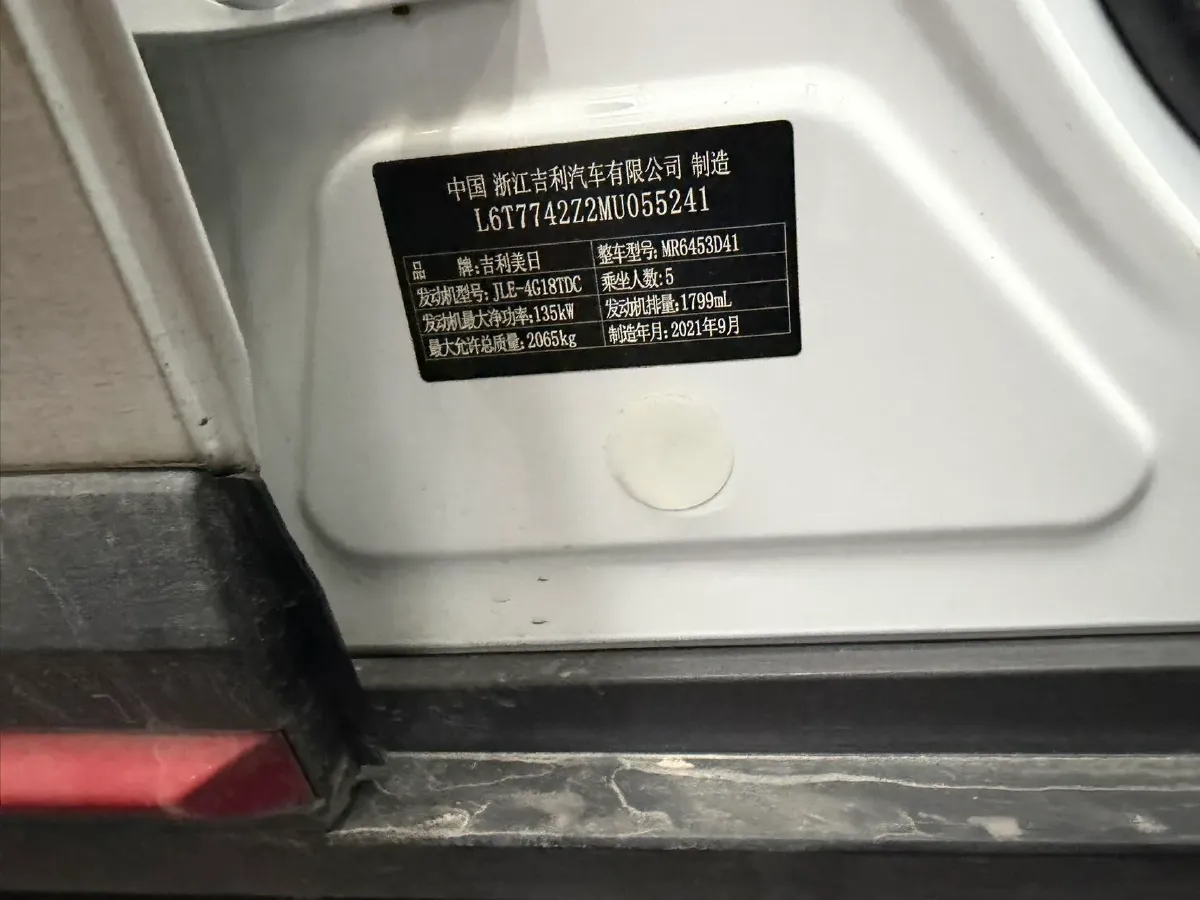 中国 浙江吉利汽车有限公司 制造
L6T7742Z2MU055241
品 牌:吉利美日 整车型号:MR6453D41
发动机型号:JLE-4G18TDC 乘坐人数:5
发动机最大净功率:135kW 发动机排量:1799mL
最大允许总质量:2065kg 制造年月:2021年9月